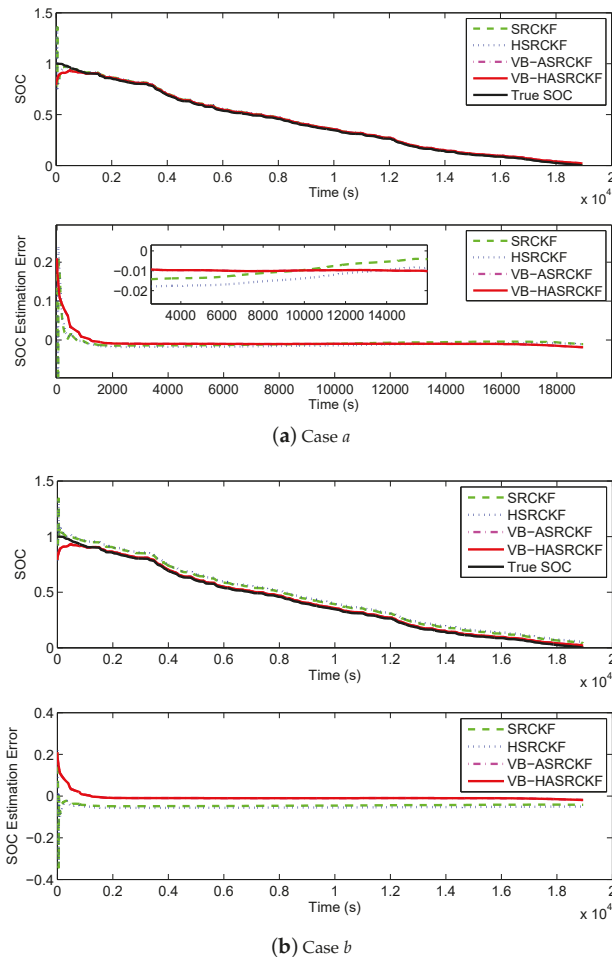 1.5
1
0.5
0
SOC
SRCKF
HSRCKF
VB-ASRCKF
VB-HASRCKF
True SOC
0 0.2 0.4 0.6 0.8 1 1.2 1.4 1.6 1.8 2
Time (s)
x 10⁴
0.2
0.1
0
SOC Estimation Error
0
−0.01
−0.02
4000 6000 8000 10000 12000 14000
SRCKF
HSRCKF
VB-ASRCKF
VB-HASRCKF
0 2000 4000 6000 8000 10000 12000 14000 16000 18000
Time (s)
(a) Case a
1.5
1
0.5
0
SOC
SRCKF
HSRCKF
VB-ASRCKF
VB-HASRCKF
True SOC
0 0.2 0.4 0.6 0.8 1 1.2 1.4 1.6 1.8 2
Time (s)
x 10⁴
0.4
0.2
0
−0.2
−0.4
SOC Estimation Error
SRCKF
HSRCKF
VB-ASRCKF
VB-HASRCKF
0 0.2 0.4 0.6 0.8 1 1.2 1.4 1.6 1.8 2
Time (s)
x 10⁴
(b) Case b